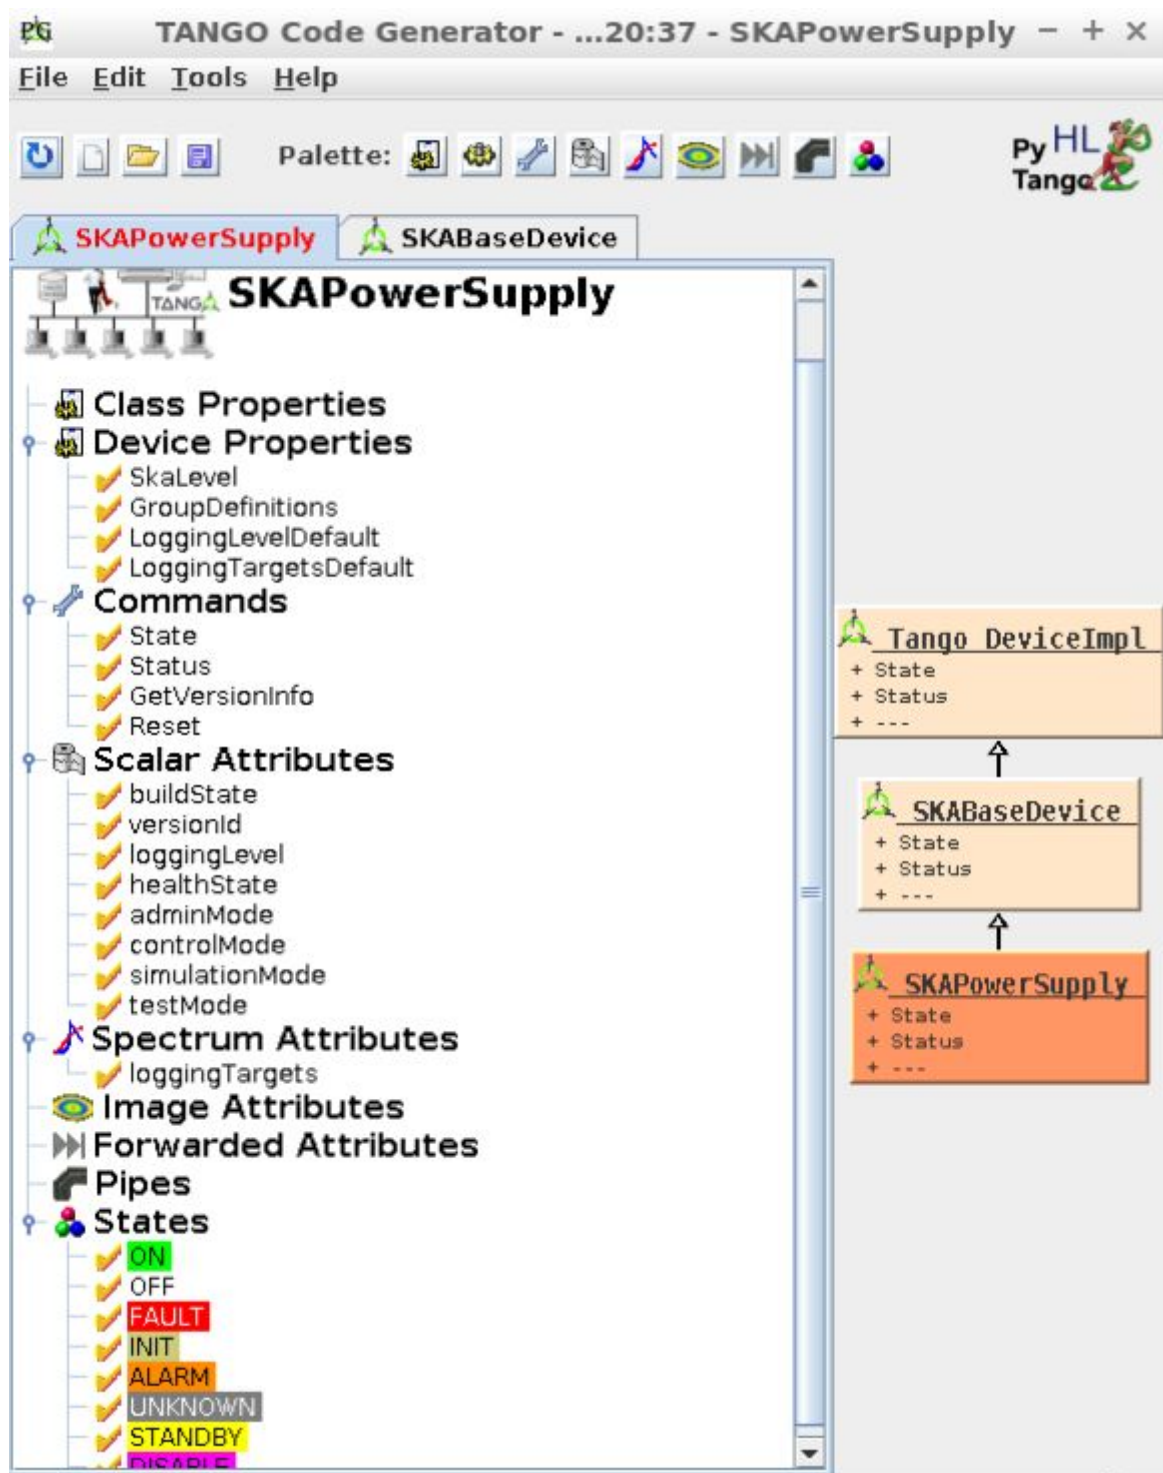 PG TANGO Code Generator - ...20:37 - SKAPowerSupply
File Edit Tools Help
Palette:
Py HL
Tango
SKAPowerSupply SKABaseDevice
TANGO SKAPowerSupply
Class Properties
Device Properties
SkaLevel
GroupDefinitions
LoggingLevelDefault
LoggingTargetsDefault
Commands
State
Status
GetVersionInfo
Reset
Scalar Attributes
buildState
versionId
loggingLevel
healthState
adminMode
controlMode
simulationMode
testMode
Spectrum Attributes
loggingTargets
Image Attributes
Forwarded Attributes
Pipes
States
ON
OFF
FAULT
INIT
ALARM
UNKNOWN
STANDBY
DISABLE
Tango DeviceImpl
+ State
+ Status
+ ---
SKABaseDevice
+ State
+ Status
+ ---
SKAPowerSupply
+ State
+ Status
+ ---